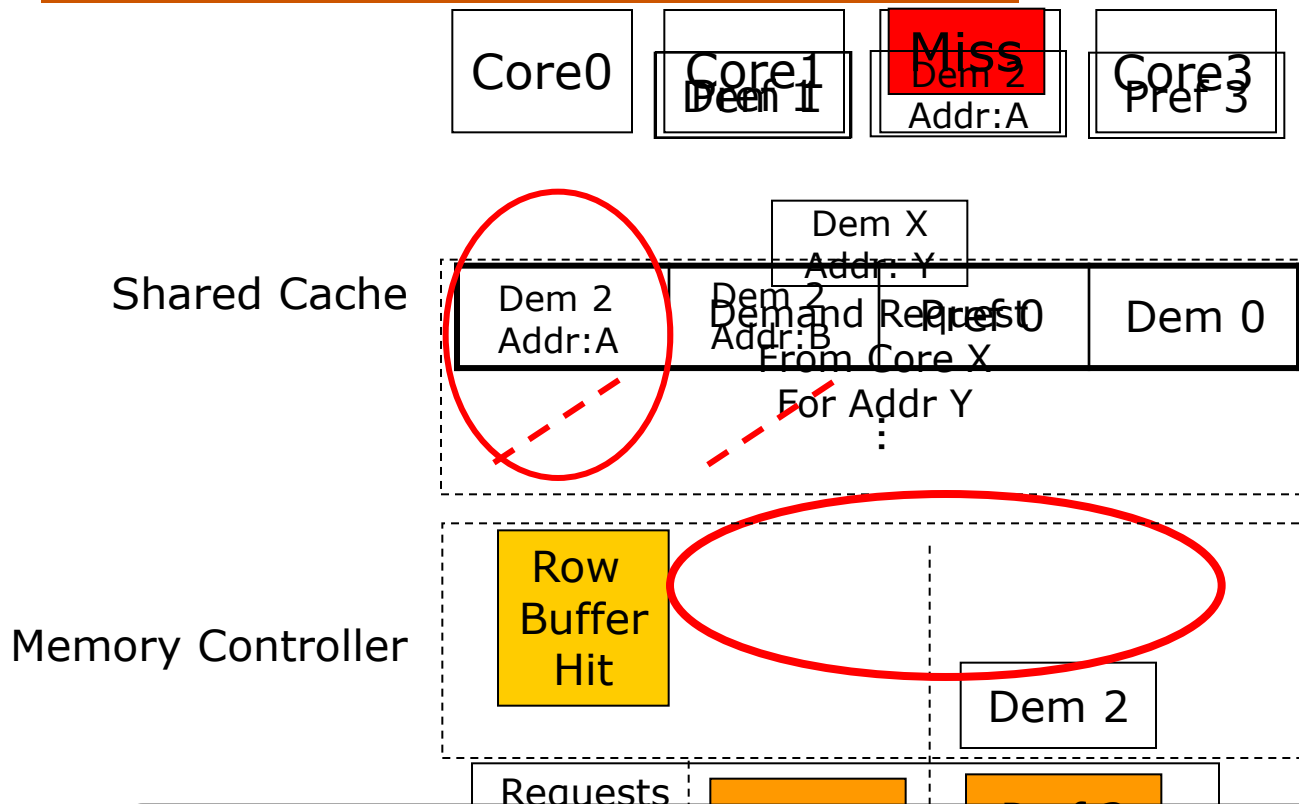 Core0
Core1
Miss
Core3
Dem 1
Pref 1
Dem 2
Addr:A
Pref 3
Dem X
Addr: Y
Shared Cache
Dem 2
Addr:A
Dem 2
Addr:B
Demand Request
From Core X
For Addr Y
...
Pref 0
Dem 0
Row
Buffer
Hit
Memory Controller
Dem 2
Requests